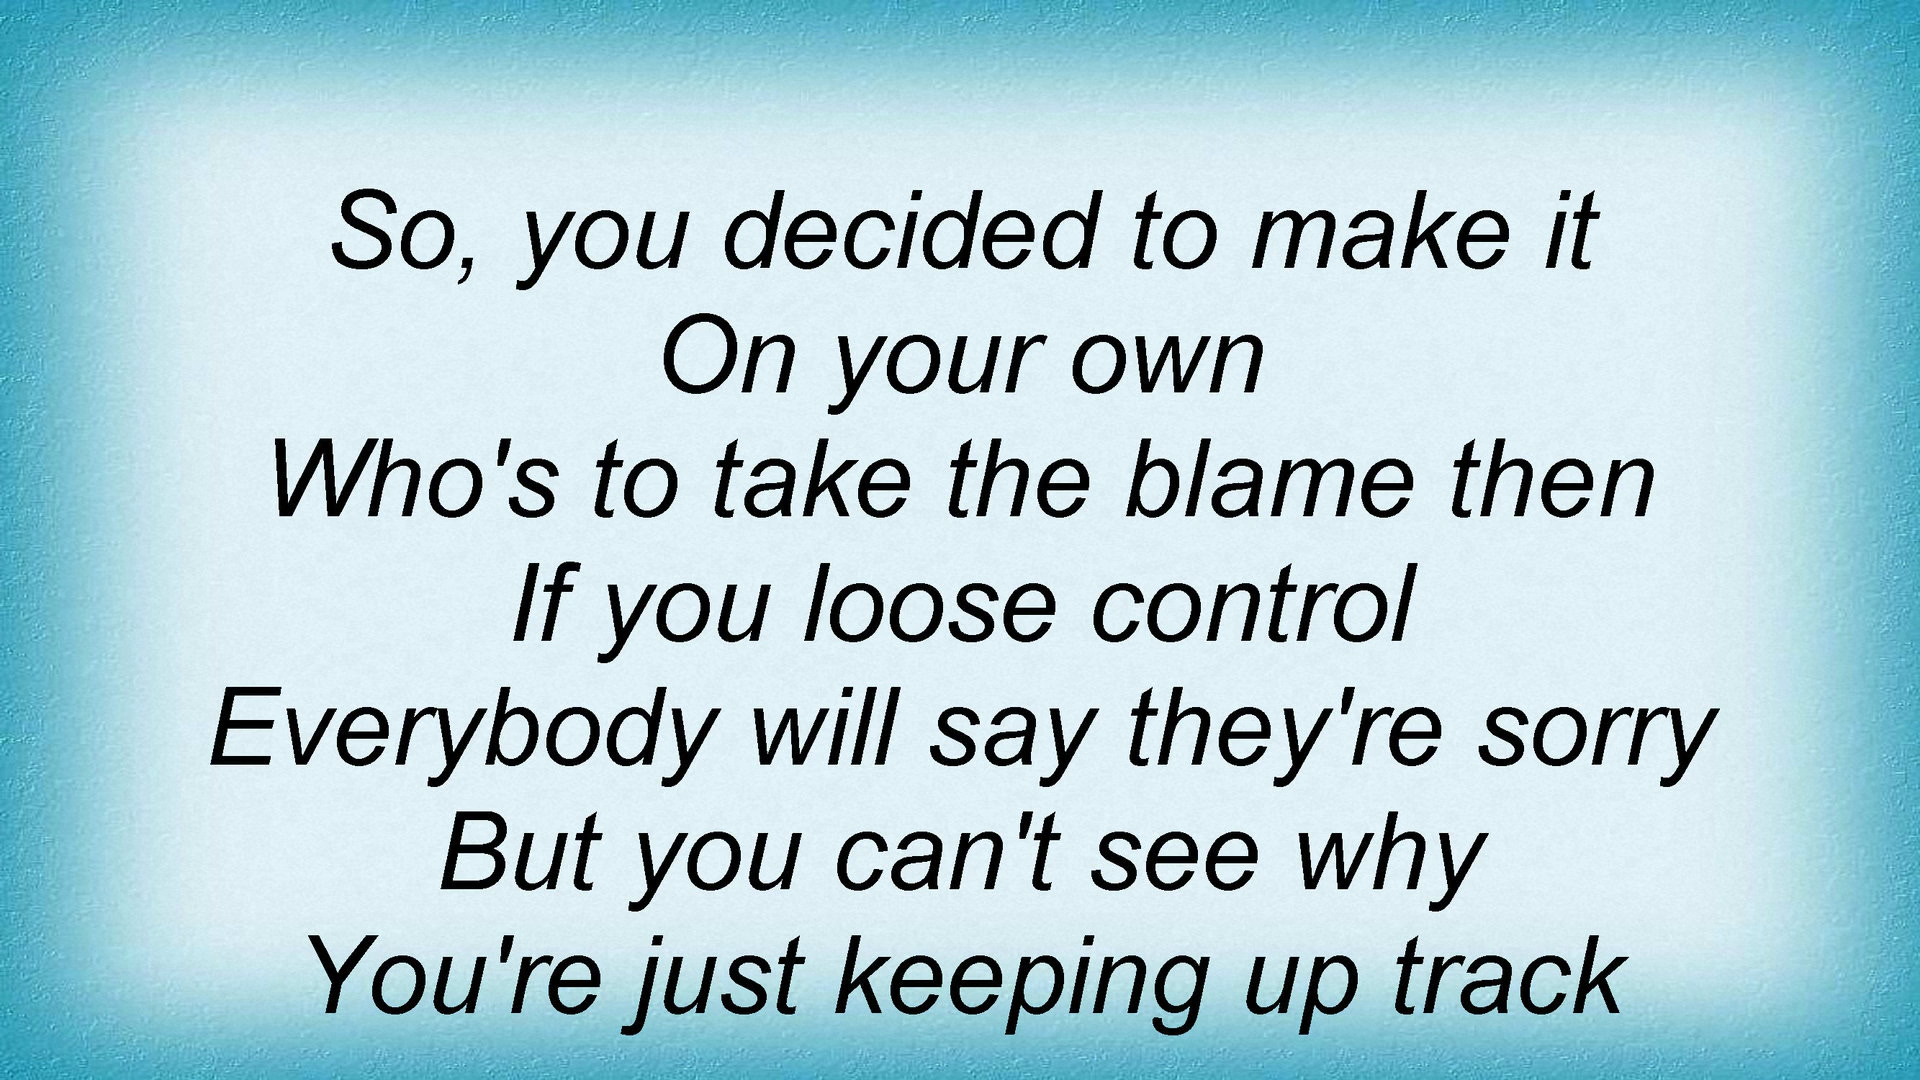 So, you decided to make it
On your own
Who's to take the blame then
If you loose control
Everybody will say they're sorry
But you can't see why
You're just keeping up track